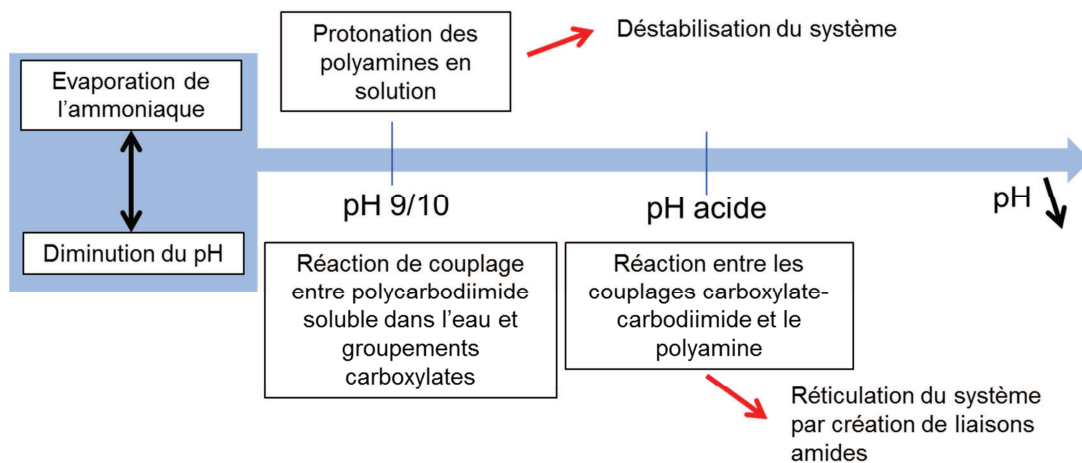 Evaporation de
l'ammoniaque
Diminution du pH
Protonation des
polyamines en
solution
Déstabilisation du système
pH 9/10
pH acide
pH
Réaction de couplage
entre polycarbodiimide
soluble dans l'eau et
groupements
carboxylates
Réaction entre les
couplages carboxylate-
carbodiimide et le
polyamine
Réticulation du système
par création de liaisons
amides